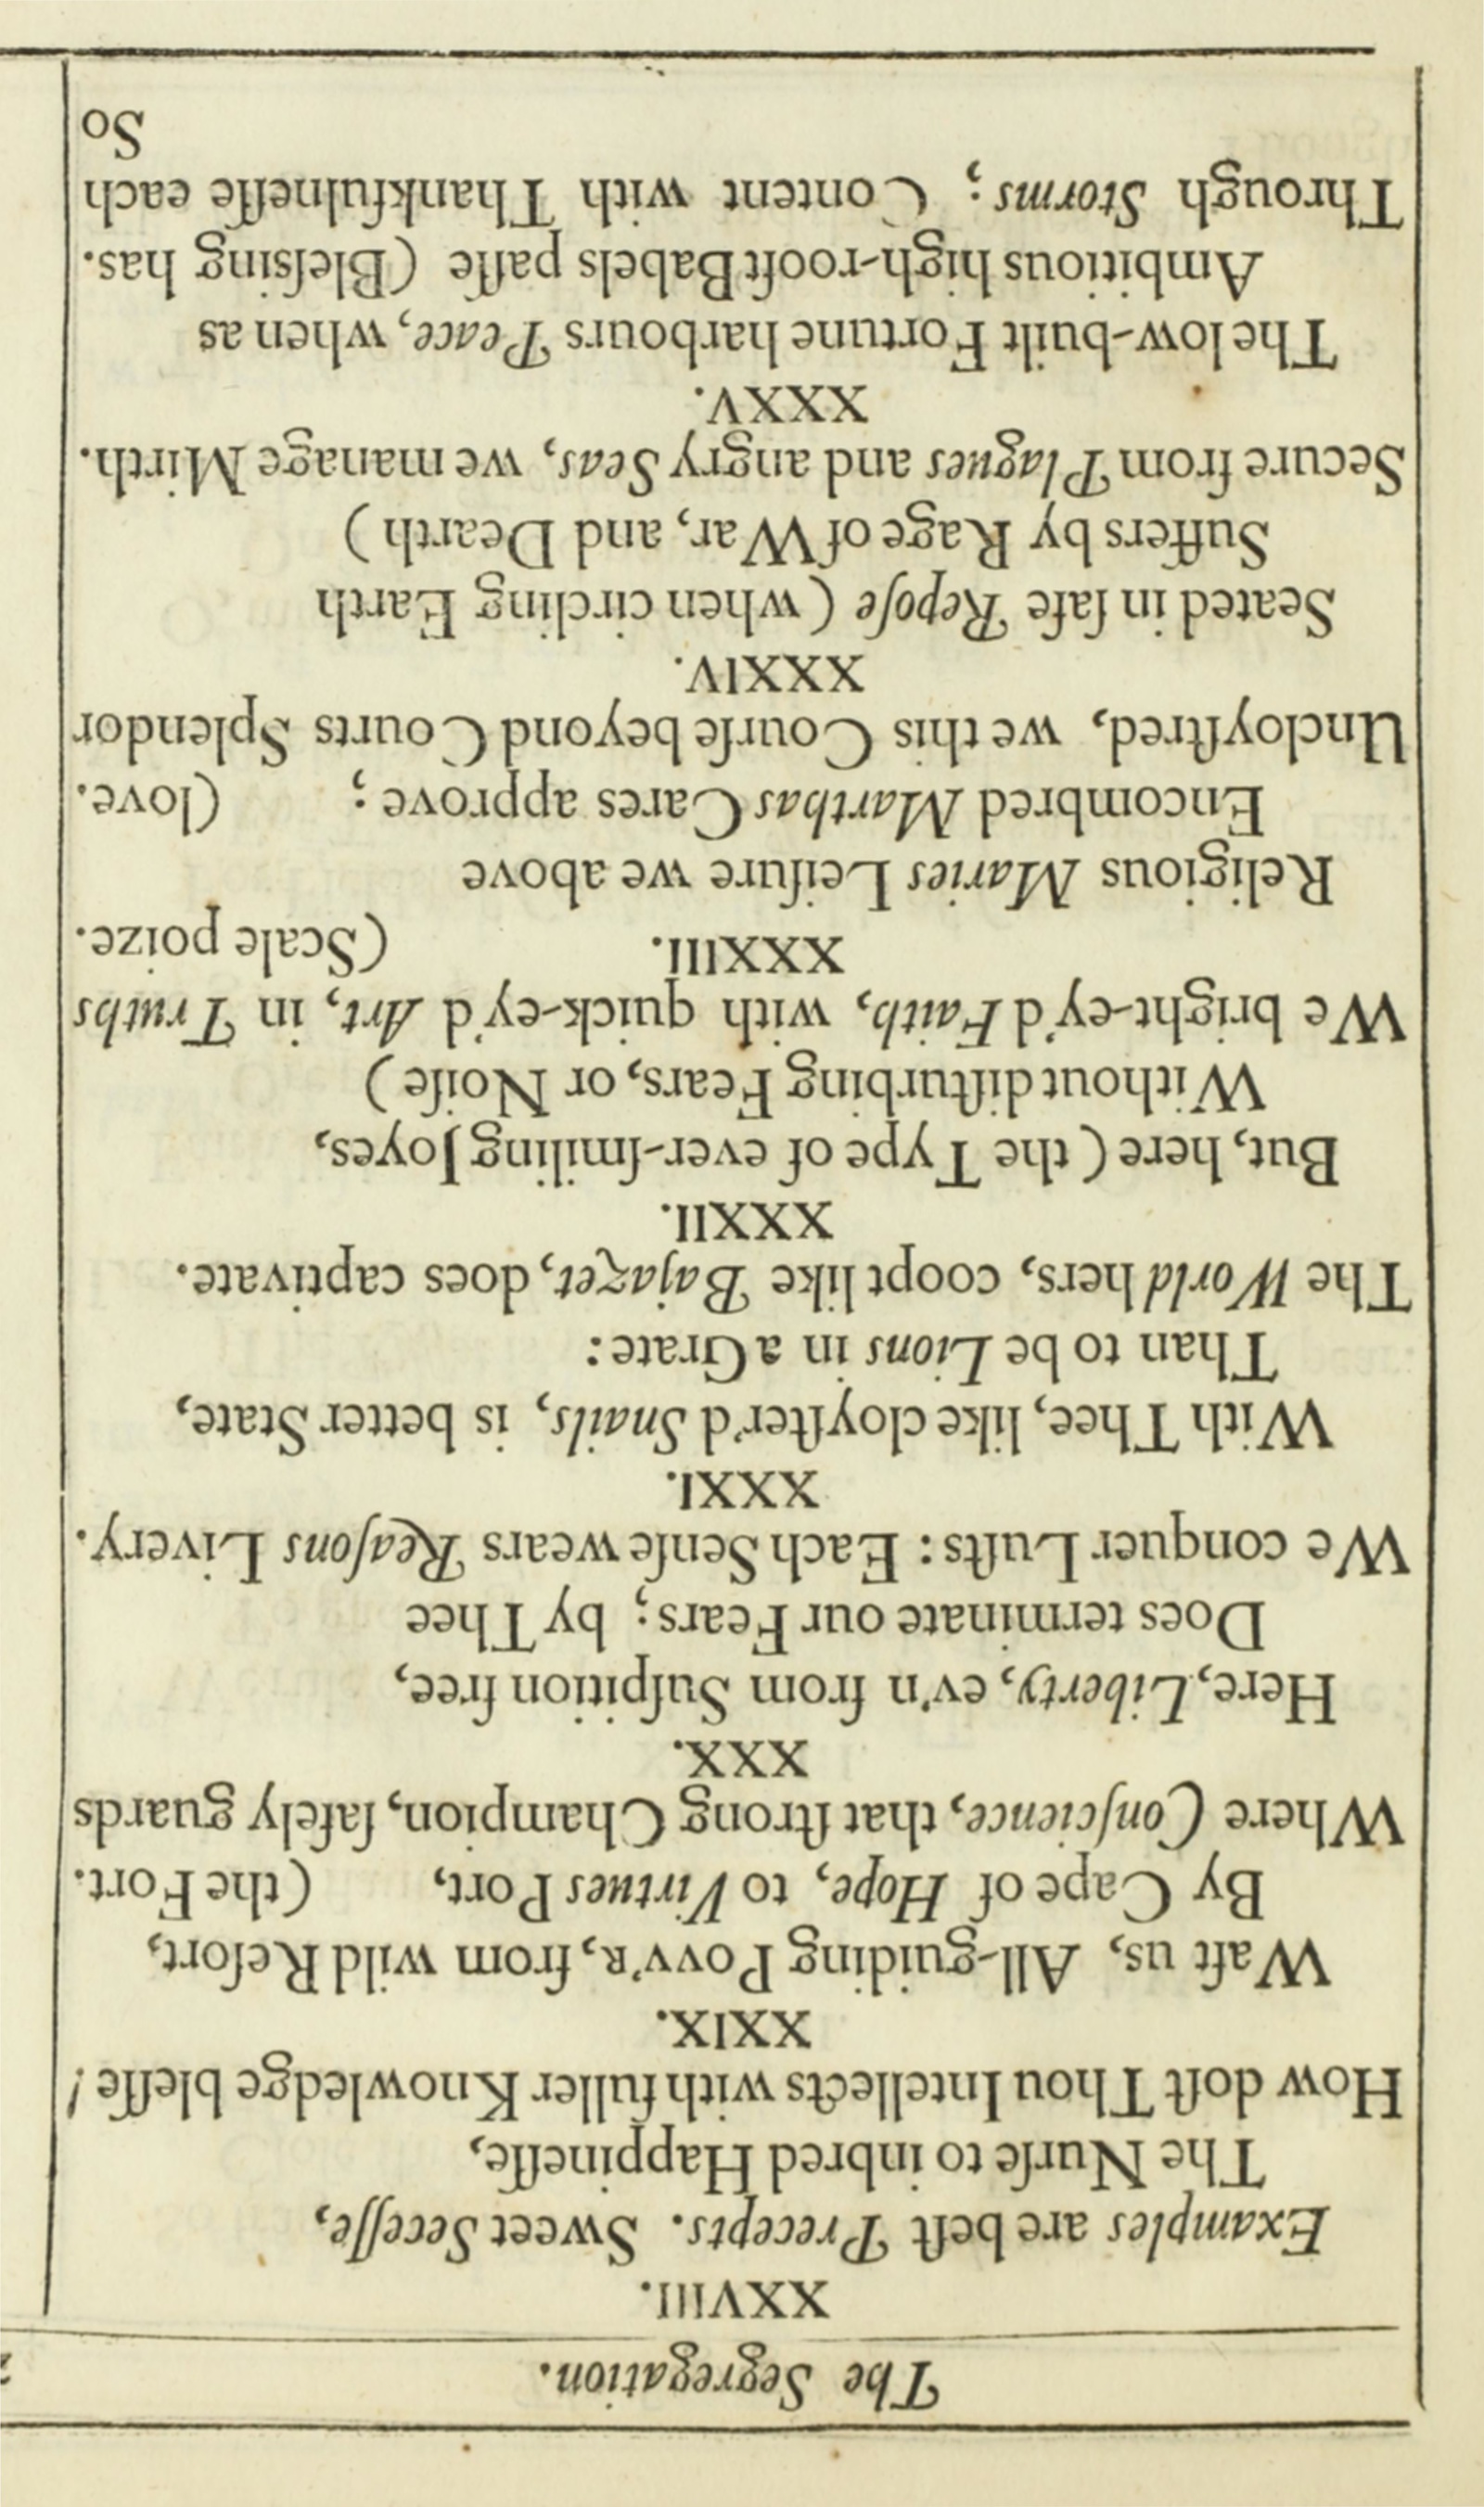 The Segregation.
XXVIII.
Examples are beſt Precepts. Sweet Seceſſe,
The Nurſe to inbred Happineſſe,
How doſt Thou Intellects with fuller Knowledge bleſſe!
XXIX.
Waft us, All-guiding Povv'r, from wild Reſort,
By Cape of Hope, to Virtues Port, (the Fort.
Where Conſcience, that ſtrong Champion, ſafely guards
XXX.
Here, Liberty, ev'n from Suſpition free,
Does terminate our Fears; by Thee
We conquer Luſts: Each Senſe wears Reaſons Livery.
XXXI.
With Thee, like cloyſter'd Snails, is better State,
Than to be Lions in a Grate:
The World hers, coopt like Bajazet, does captivate.
XXXII.
But, here (the Type of ever-ſmiling Joyes,
Without diſturbing Fears, or Noiſe)
We bright-ey'd Faith, with quick-ey'd Art, in Truths
XXXIII. (Scale poize.
Religious Maries Leiſure we above
Encombred Marthas Cares approve; (love.
Uncloyſtred, we this Courſe beyond Courts Splendor
XXXIV.
Seated in ſafe Repoſe (when circling Earth
Suffers by Rage of War, and Dearth)
Secure from Plagues and angry Seas, we manage Mirth.
XXXV.
The low-built Fortune harbours Peace, when as
Ambitious high-rooft Babels paſſe (Bleſsing has.
Through Storms; Content with Thankfulneſſe each
So